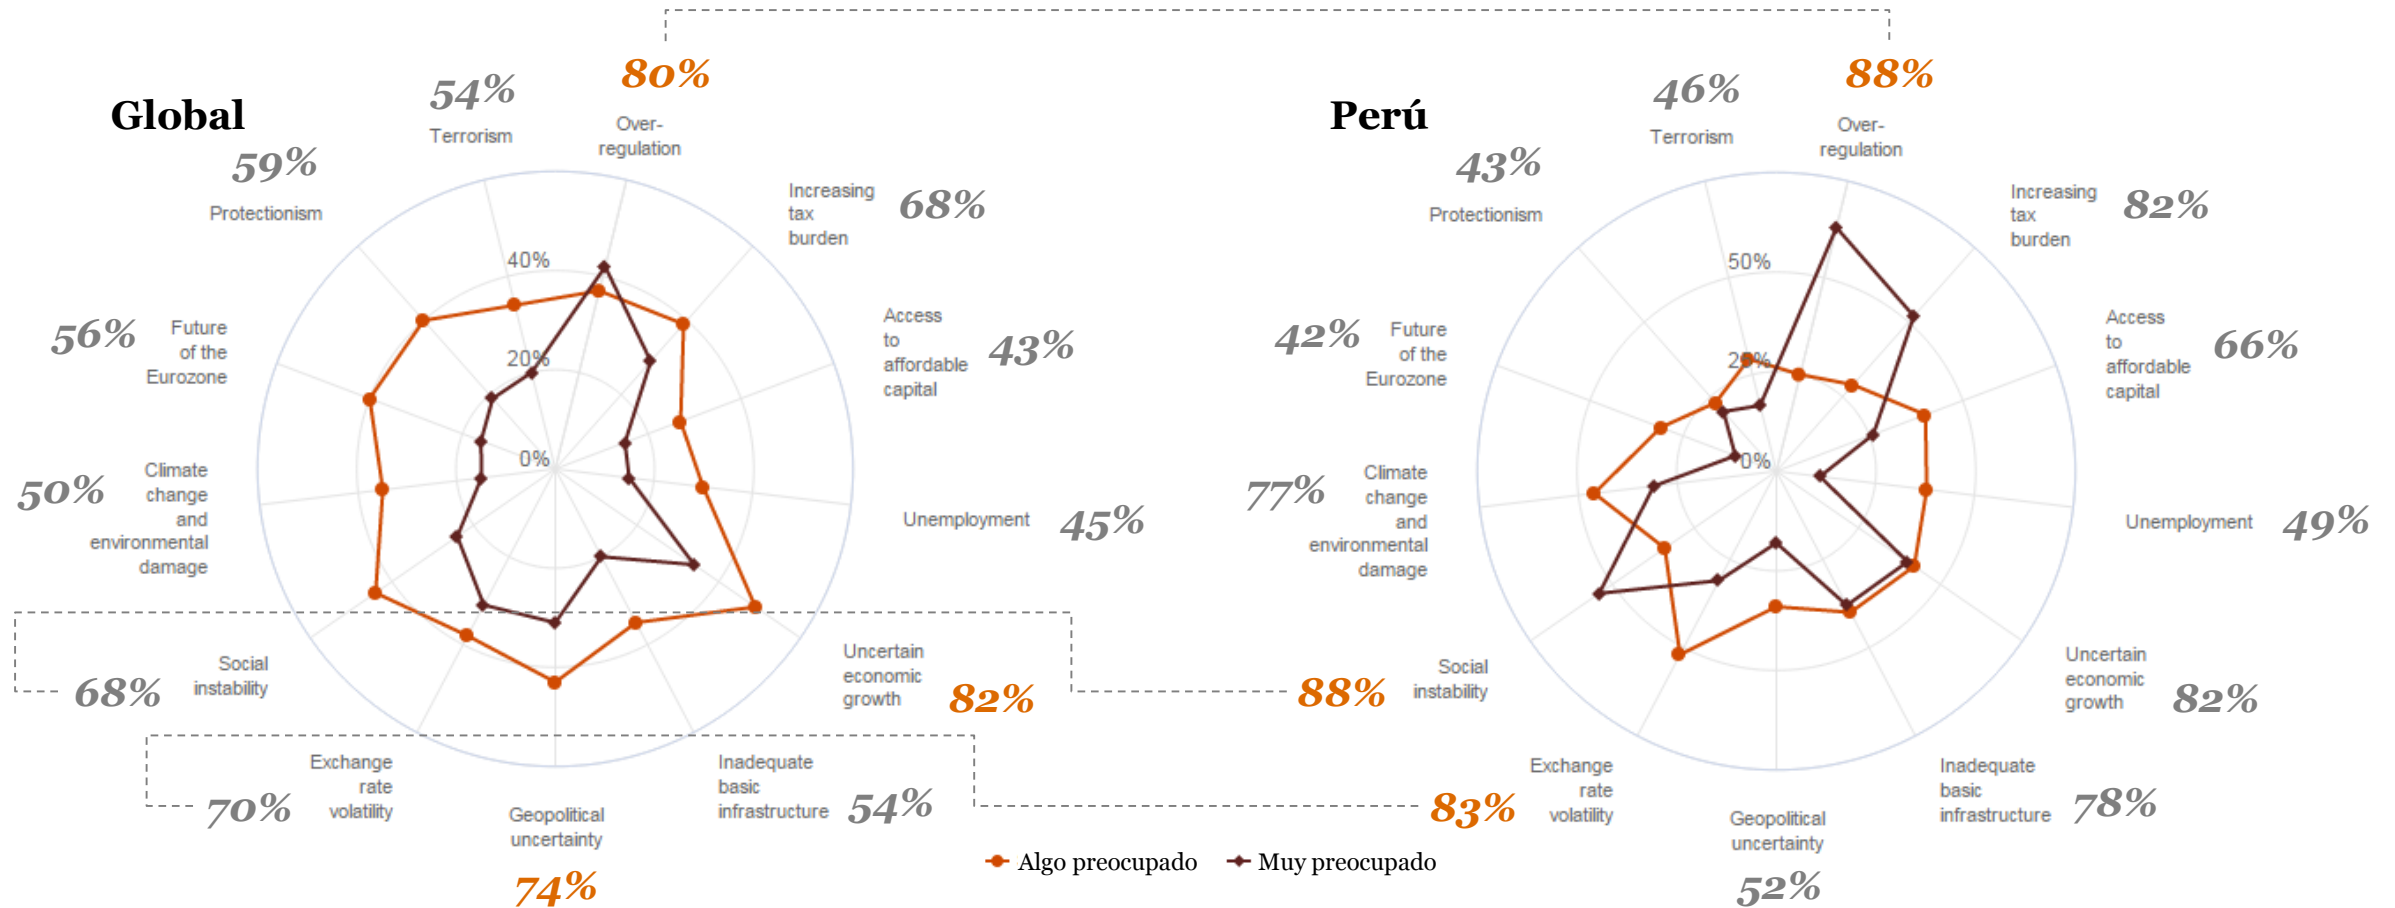 Global
54%
Terrorism
80%
Over-
regulation
Increasing
tax
burden
68%
Access
to
affordable
capital
43%
Unemployment
45%
Uncertain
economic
growth
82%
Inadequate
basic
infrastructure
54%
Geopolitical
uncertainty
74%
Exchange
rate
volatility
70%
Social
instability
68%
Climate
change
and
environmental
damage
50%
Future
of the
Eurozone
56%
59%
Protectionism
40%
20%
0%
Perú
46%
Terrorism
88%
Over-
regulation
Increasing
tax
burden
82%
Access
to
affordable
capital
66%
Unemployment
49%
Uncertain
economic
growth
82%
Inadequate
basic
infrastructure
78%
Geopolitical
uncertainty
52%
Exchange
rate
volatility
83%
Social
instability
88%
Climate
change
and
environmental
damage
77%
Future
of the
Eurozone
42%
43%
Protectionism
50%
25%
0%
Algo preocupado
Muy preocupado